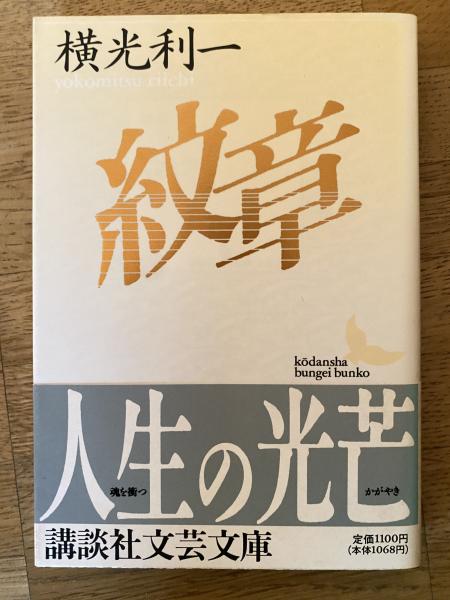 横光利一
yokomitsu riichi
紋章
kōdansha
bungei bunko
人生の光芒
魂を衝つ
かがやき
講談社文芸文庫
定価1100円
(本体1068円)